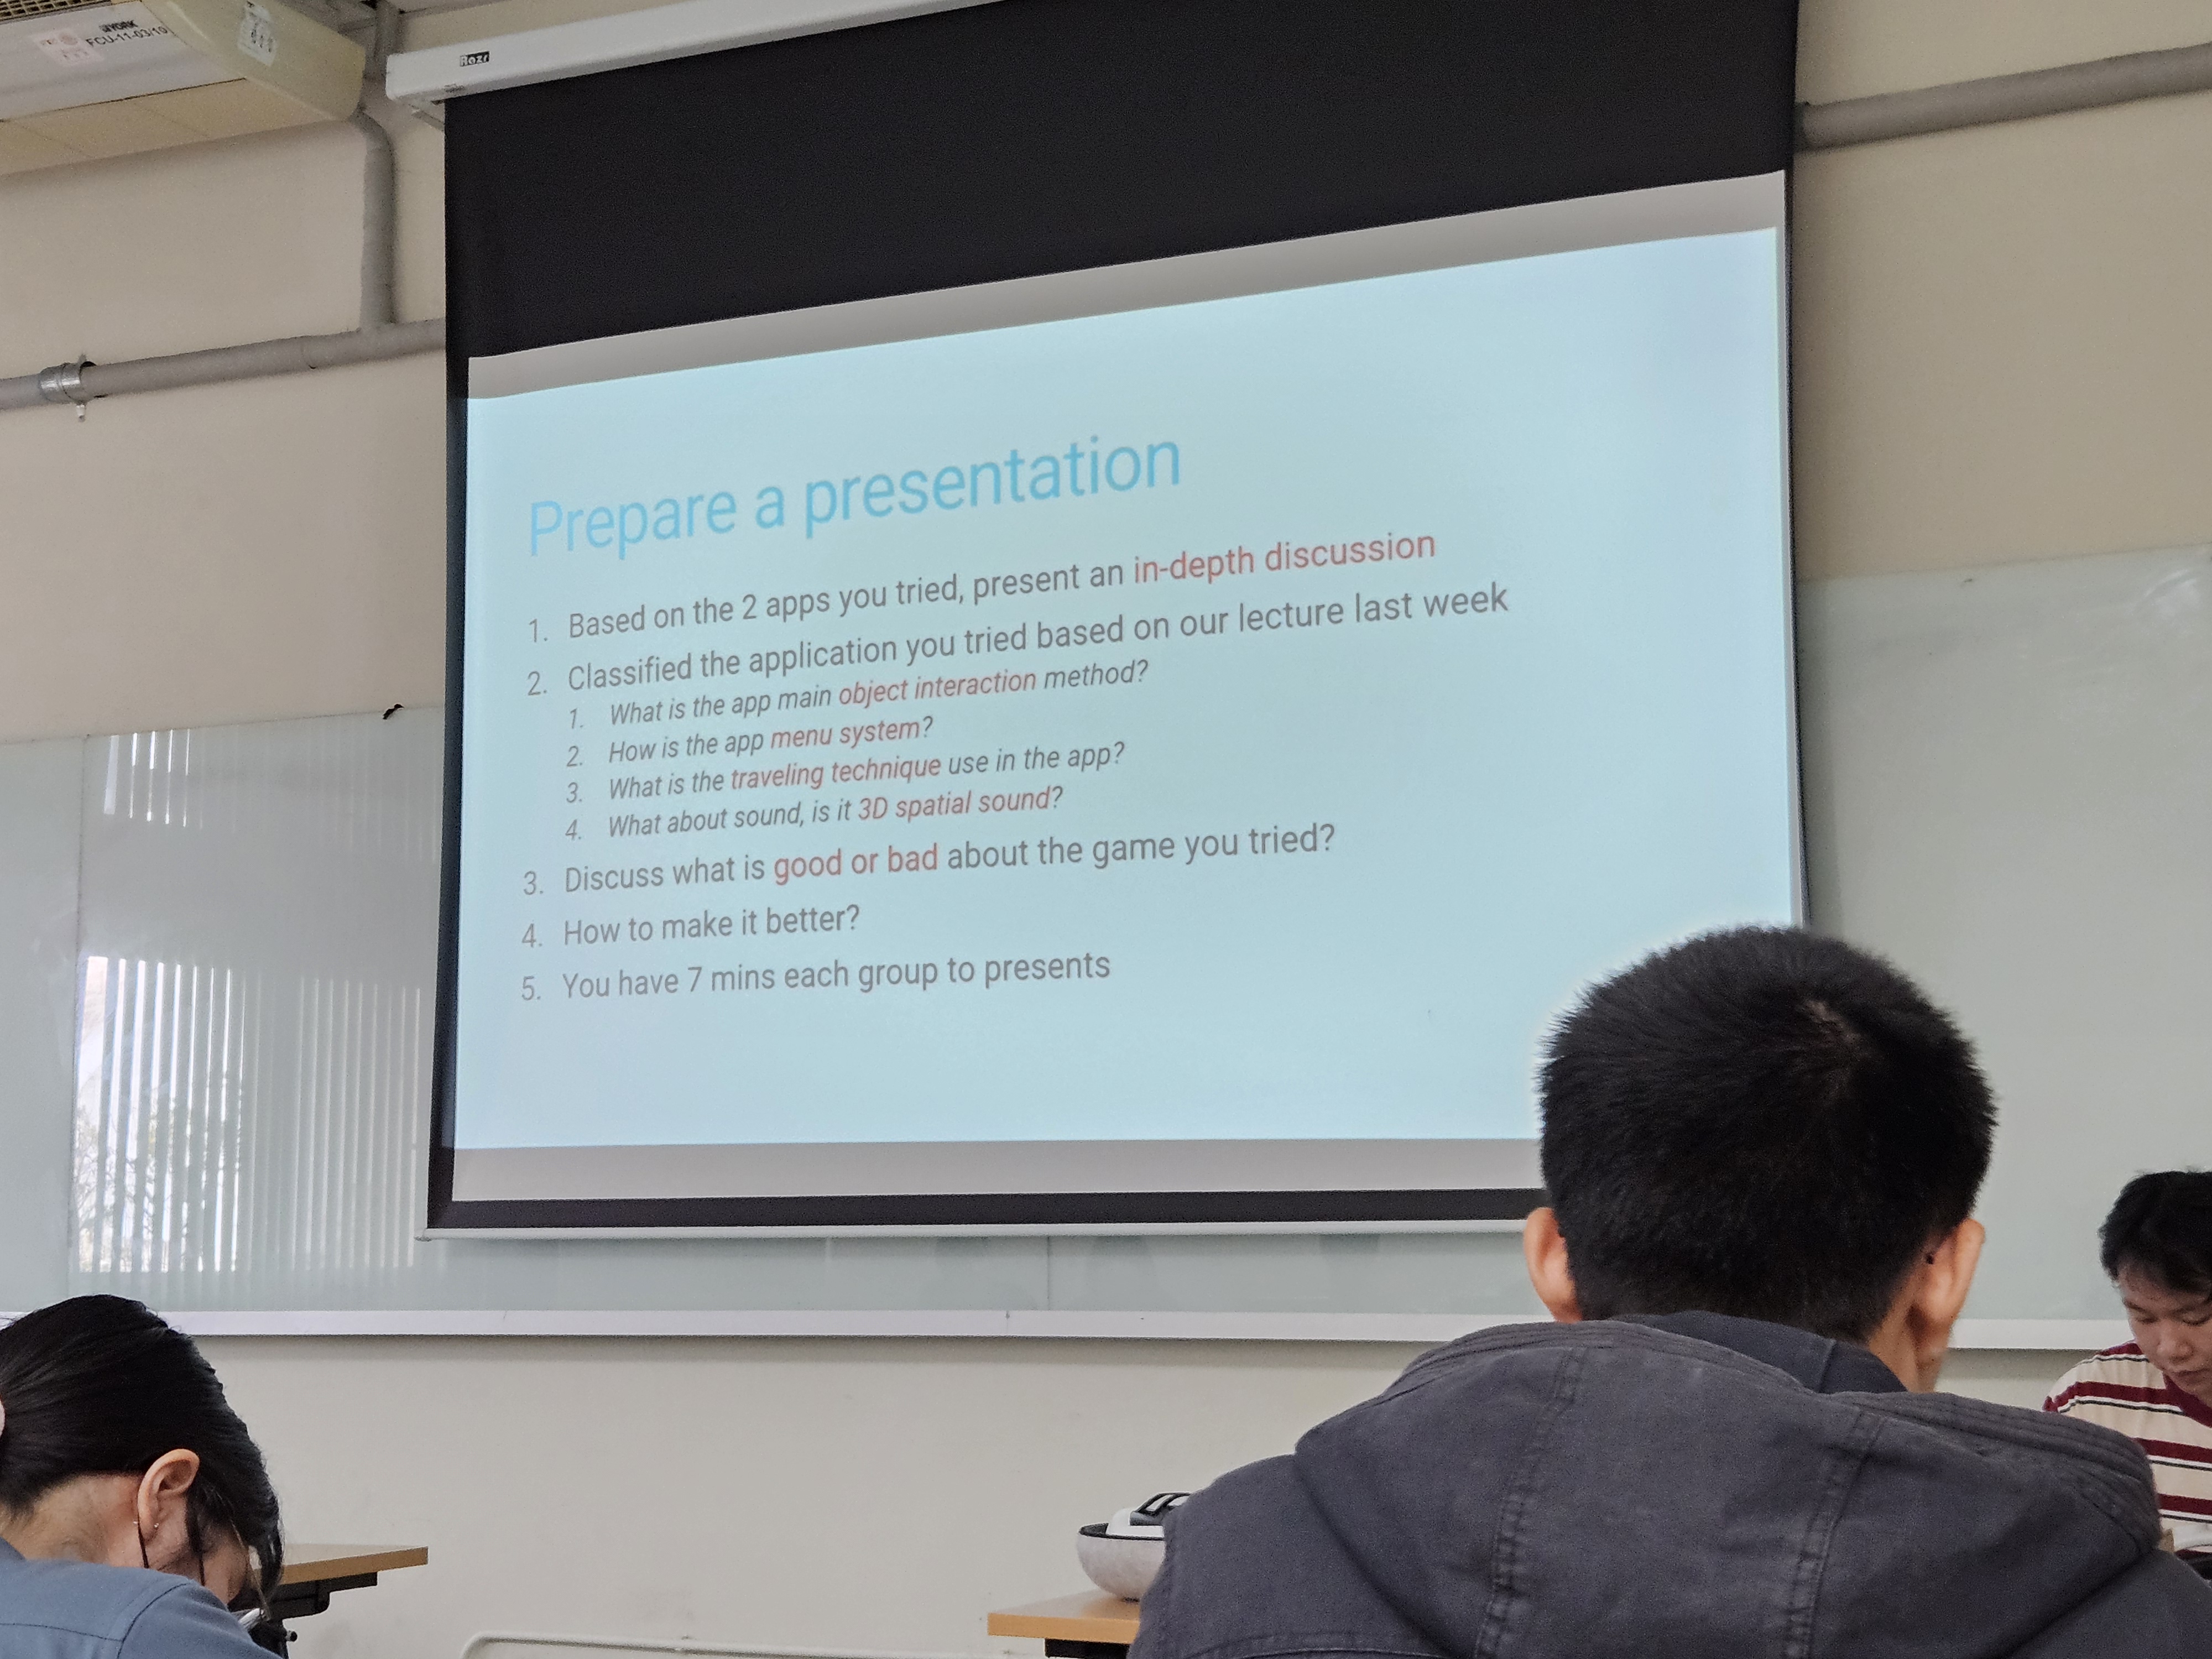 YORK
FCU-11-03/10
Razr
Prepare a presentation
1. Based on the 2 apps you tried, present an in-depth discussion
2. Classified the application you tried based on our lecture last week
1. What is the app main object interaction method?
2. How is the app menu system?
3. What is the traveling technique use in the app?
4. What about sound, is it 3D spatial sound?
3. Discuss what is good or bad about the game you tried?
4. How to make it better?
5. You have 7 mins each group to presents